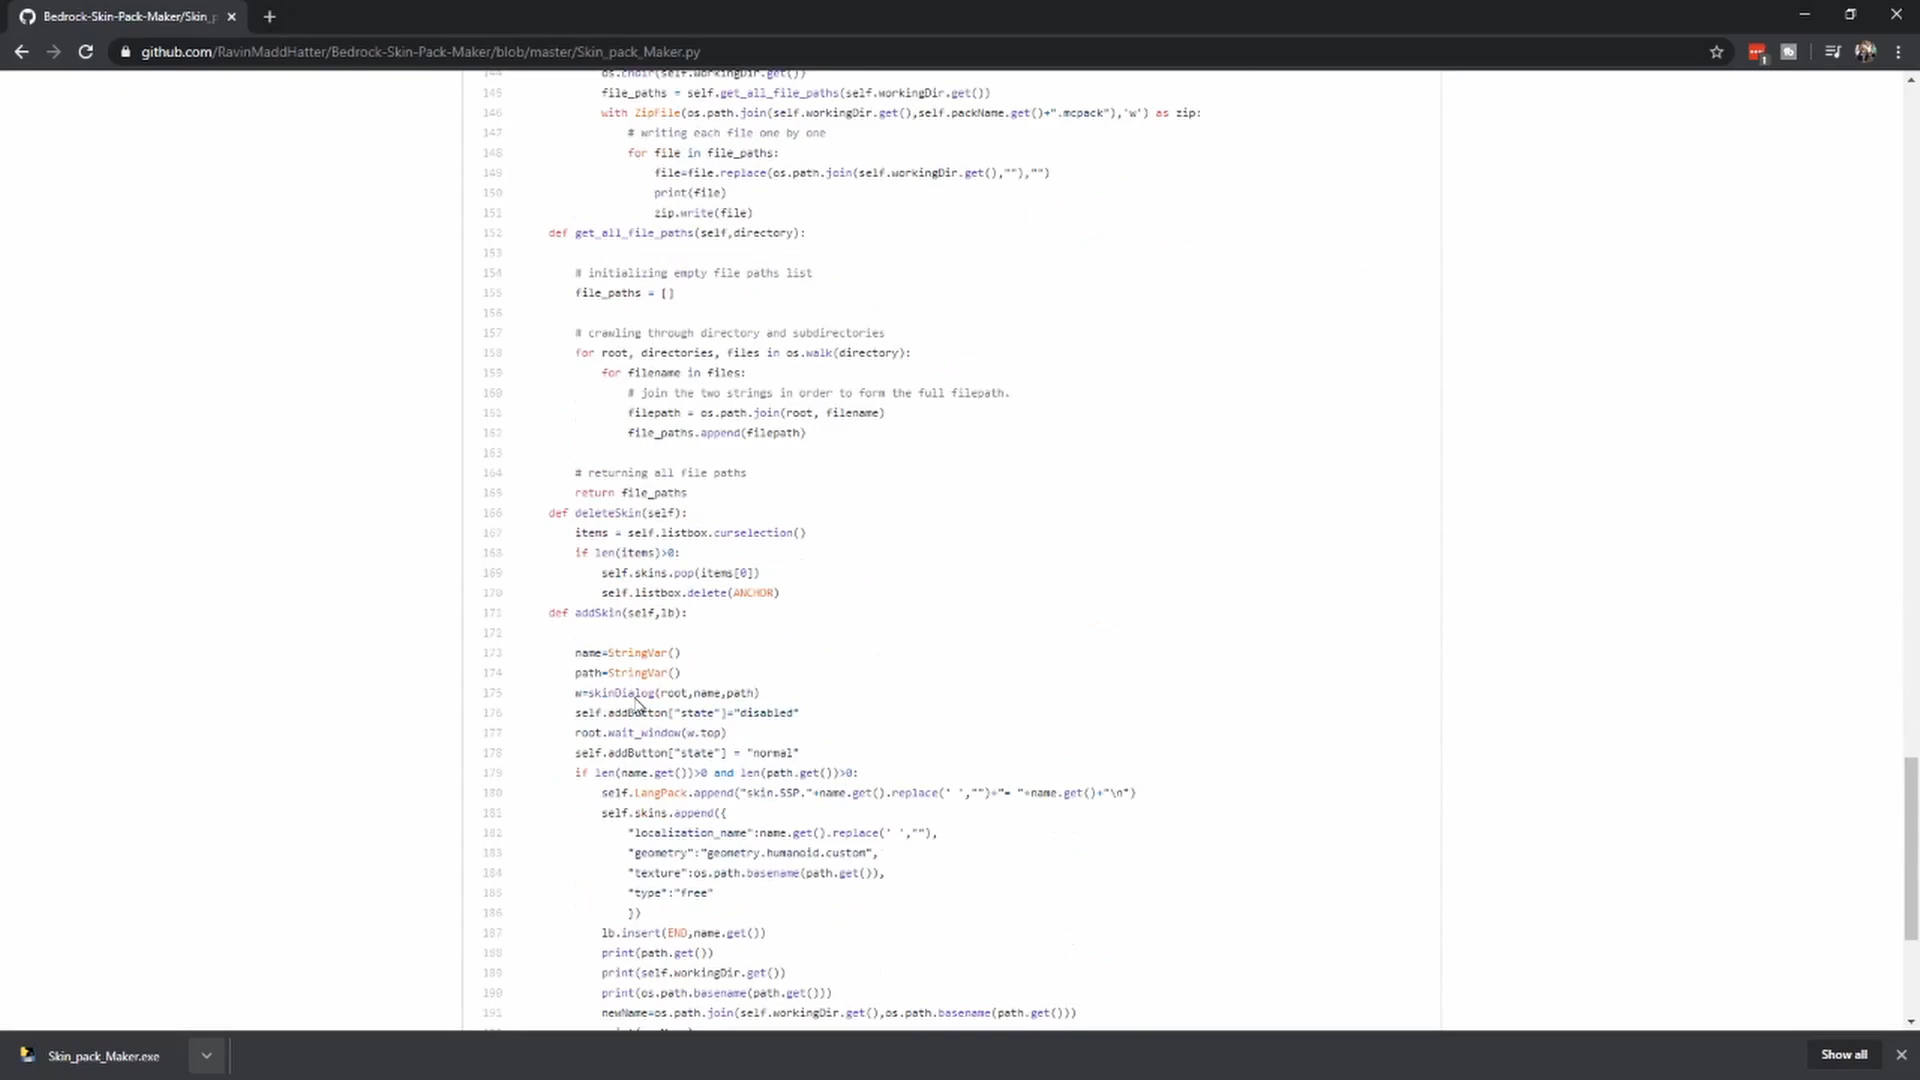 Bedrock-Skin-Pack-Maker/Skin_p
github.com/RavinMaddHatter/Bedrock-Skin-Pack-Maker/blob/master/Skin_pack_Maker.py
1
144 os.chdir(self.workingDir.get())
145 file_paths = self.get_all_file_paths(self.workingDir.get())
146 with ZipFile(os.path.join(self.workingDir.get(),self.packName.get()+".mcpack"),'w') as zip:
147 # writing each file one by one
148 for file in file_paths:
149 file=file.replace(os.path.join(self.workingDir.get(),""),"")
150 print(file)
151 zip.write(file)
152 def get_all_file_paths(self,directory):
153
154 # initializing empty file paths list
155 file_paths = []
156
157 # crawling through directory and subdirectories
158 for root, directories, files in os.walk(directory):
159 for filename in files:
160 # join the two strings in order to form the full filepath.
161 filepath = os.path.join(root, filename)
162 file_paths.append(filepath)
163
164 # returning all file paths
165 return file_paths
166 def deleteSkin(self):
167 items = self.listbox.curselection()
168 if len(items)>0:
169 self.skins.pop(items[0])
170 self.listbox.delete(ANCHOR)
171 def addSkin(self,lb):
172
173 name=StringVar()
174 path=StringVar()
175 w=skinDialog(root,name,path)
176 self.addButton["state"]="disabled"
177 root.wait_window(w.top)
178 self.addButton["state"] = "normal"
179 if len(name.get())>0 and len(path.get())>0:
180 self.LangPack.append("skin.SSP."+name.get().replace(' ',"")+"= "+name.get()+"\n")
181 self.skins.append({
182 "localization_name":name.get().replace(' ',""),
183 "geometry":"geometry.humanoid.custom",
184 "texture":os.path.basename(path.get()),
185 "type":"free"
186 })
187 lb.insert(END,name.get())
188 print(path.get())
189 print(self.workingDir.get())
190 print(os.path.basename(path.get()))
191 newName=os.path.join(self.workingDir.get(),os.path.basename(path.get()))
Skin_pack_Maker.exe
Show all